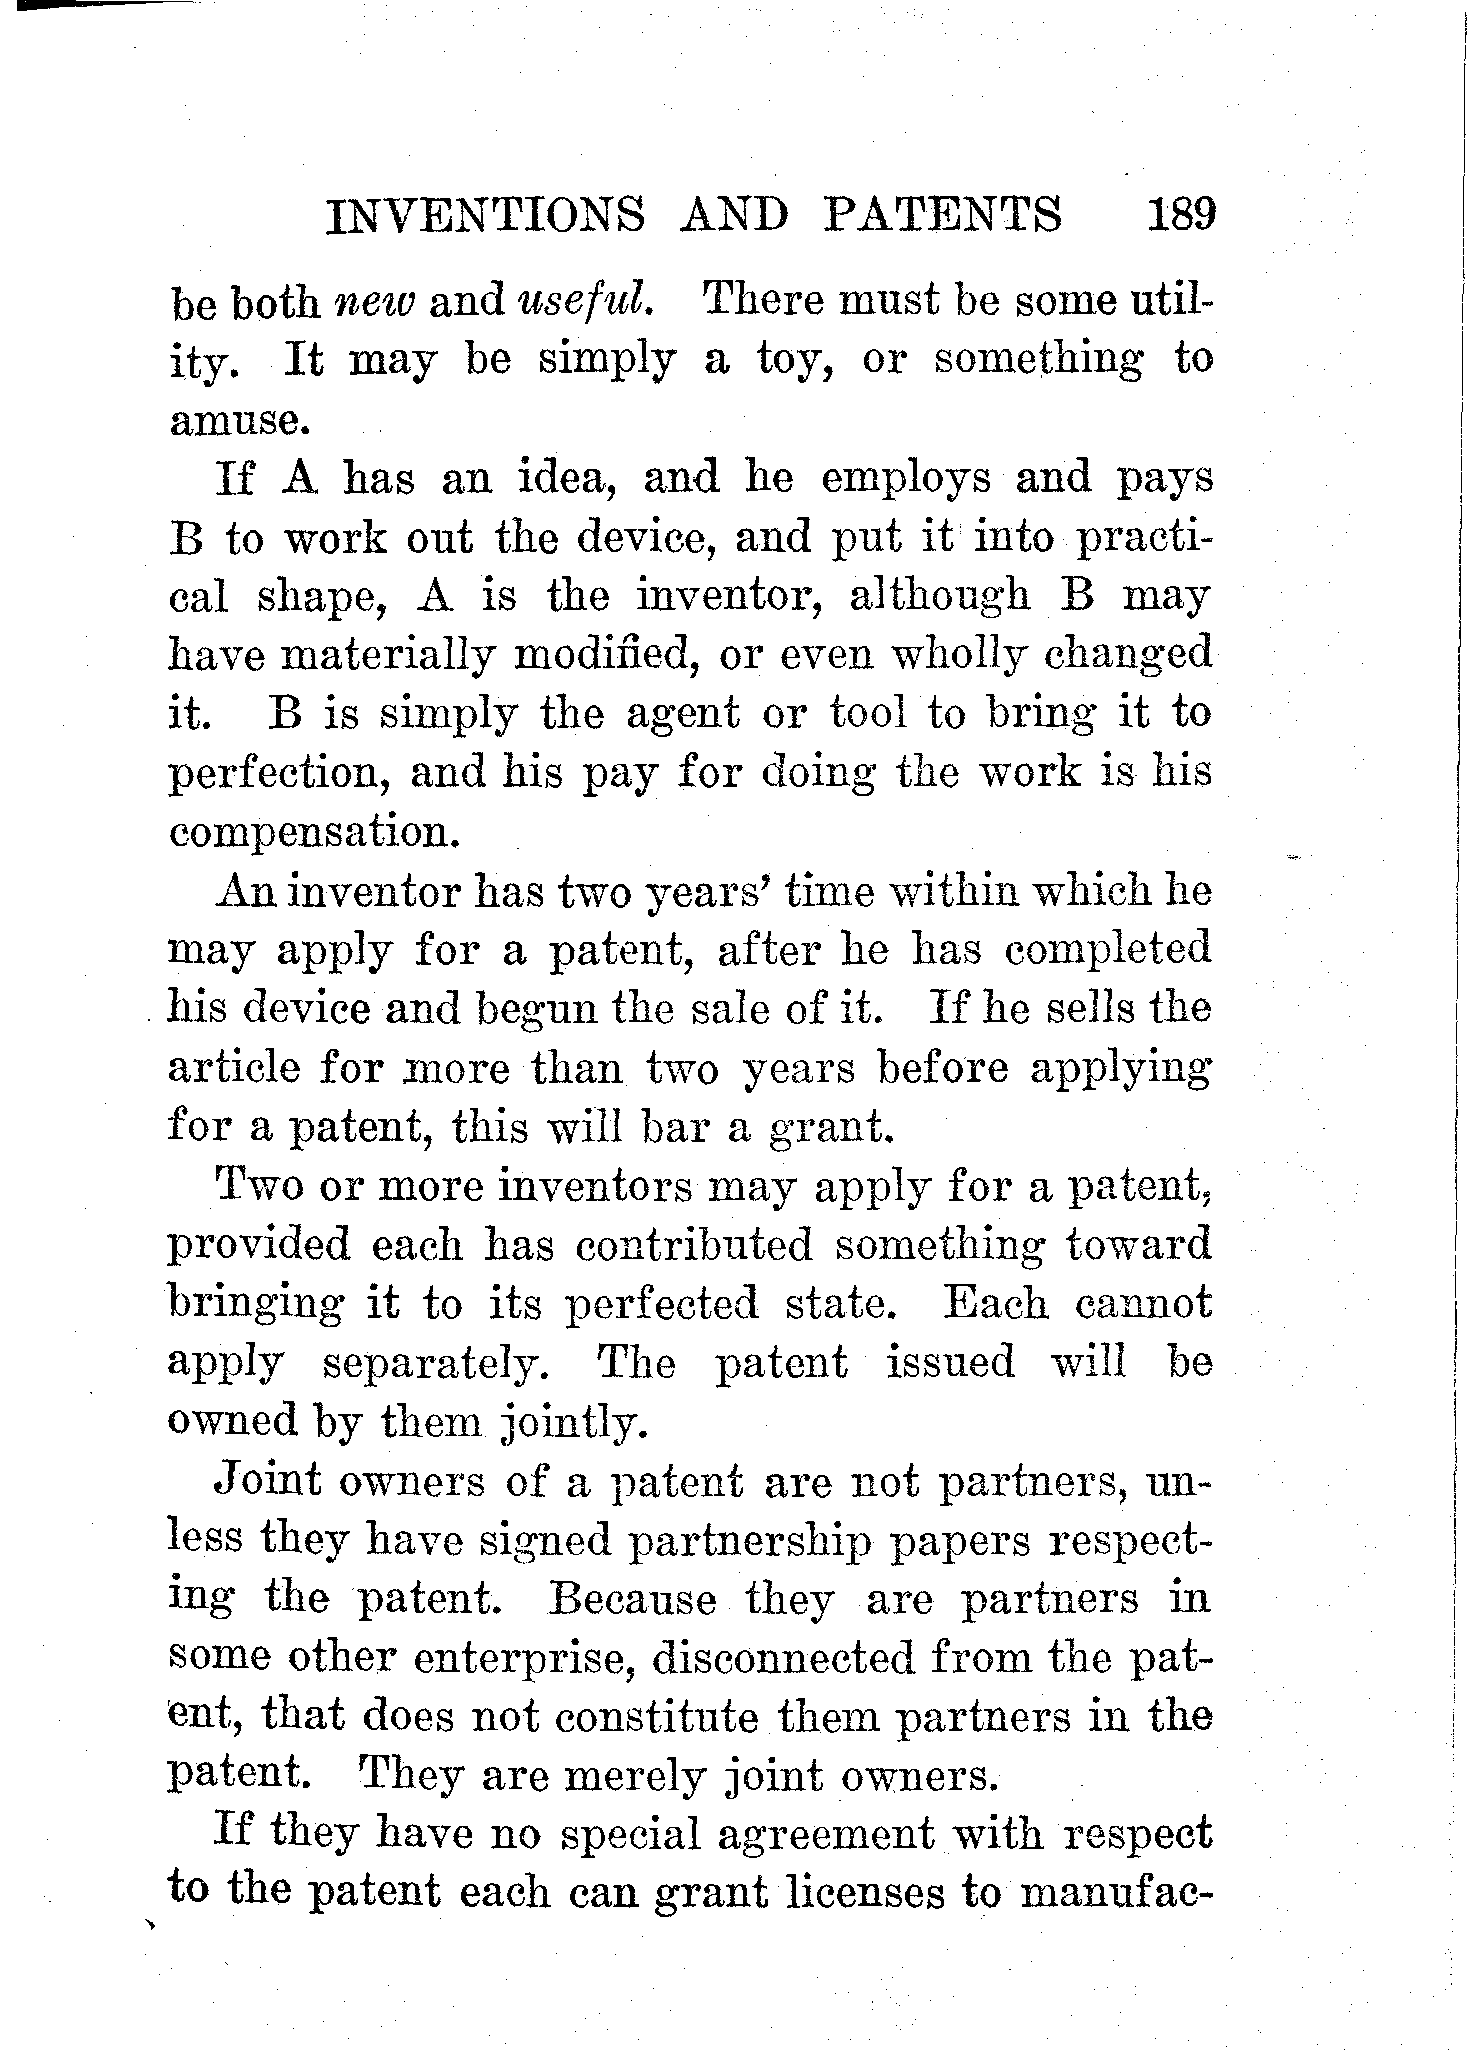 INVENTIONS AND PATENTS 189
be both new and useful. There must be some util-
ity. It may be simply a toy, or something to
amuse.
If A has an idea, and he employs and pays
B to work out the device, and put it into practi-
cal shape, A is the inventor, although B may
have materially modified, or even wholly changed
it. B is simply the agent or tool to bring it to
perfection, and his pay for doing the work is his
compensation.
An inventor has two years' time within which he
may apply for a patent, after he has completed
his device and begun the sale of it. If he sells the
article for more than two years before applying
for a patent, this will bar a grant.
Two or more inventors may apply for a patent,
provided each has contributed something toward
bringing it to its perfected state. Each cannot
apply separately. The patent issued will be
owned by them jointly.
Joint owners of a patent are not partners, un-
less they have signed partnership papers respect-
ing the patent. Because they are partners in
some other enterprise, disconnected from the pat-
ent, that does not constitute them partners in the
patent. They are merely joint owners.
If they have no special agreement with respect
to the patent each can grant licenses to manufac-